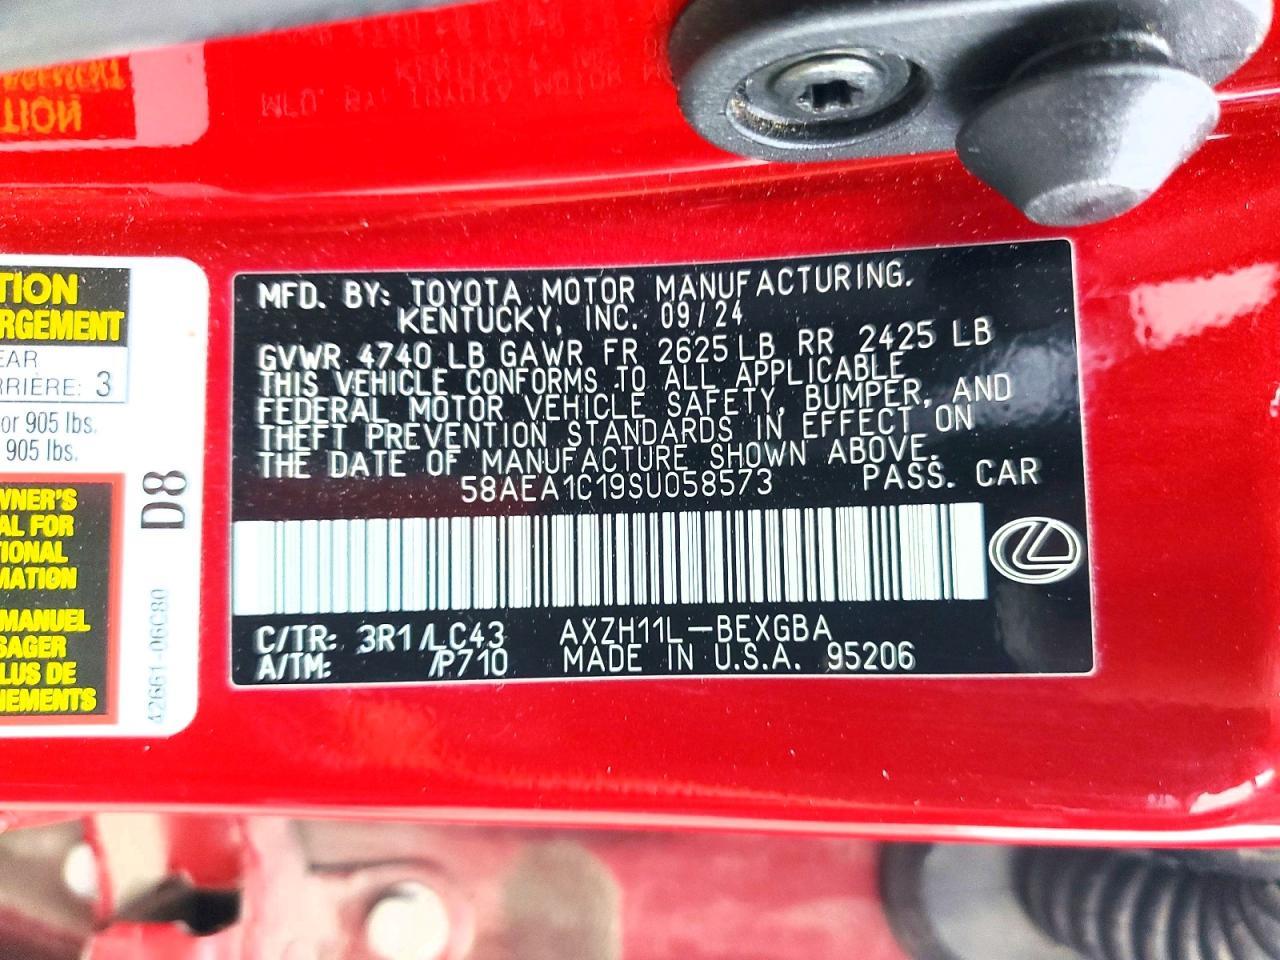 TION
TION
RGEMENT
EAR
RRIÈRE: 3
or 905 lbs.
905 lbs.
WNER'S
AL FOR
TIONAL
MATION
MANUEL
SAGER
LUS DE
NEMENTS
D8
42661-06C80
MFD. BY: TOYOTA MOTOR MANUFACTURING.
KENTUCKY, INC. 09/24
GVWR 4740 LB GAWR FR 2625 LB RR 2425 LB
THIS VEHICLE CONFORMS TO ALL APPLICABLE
FEDERAL MOTOR VEHICLE SAFETY, BUMPER, AND
THEFT PREVENTION STANDARDS IN EFFECT ON
THE DATE OF MANUFACTURE SHOWN ABOVE.
58AEA1C19SU058573 PASS. CAR
C/TR: 3R1/LC43 AXZH11L-BEXGBA
A/TM: /P710 MADE IN U.S.A. 95206